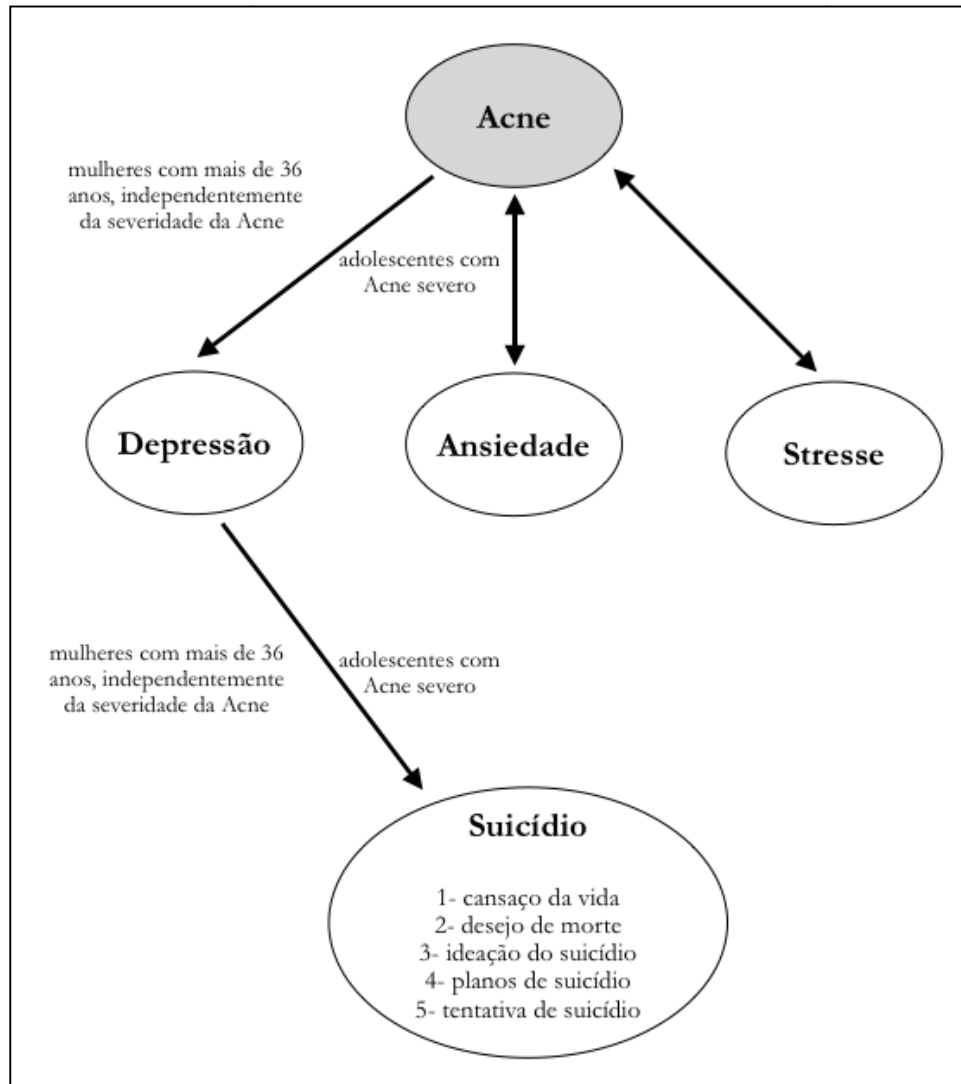 Acne
mulheres com mais de 36
anos, independentemente
da severidade da Acne
adolescentes com
Acne severo
Depressão
Ansiedade
Stresse
mulheres com mais de 36
anos, independentemente
da severidade da Acne
adolescentes com
Acne severo
Suicídio
1- cansaço da vida
2- desejo de morte
3- ideação do suicídio
4- planos de suicídio
5- tentativa de suicídio